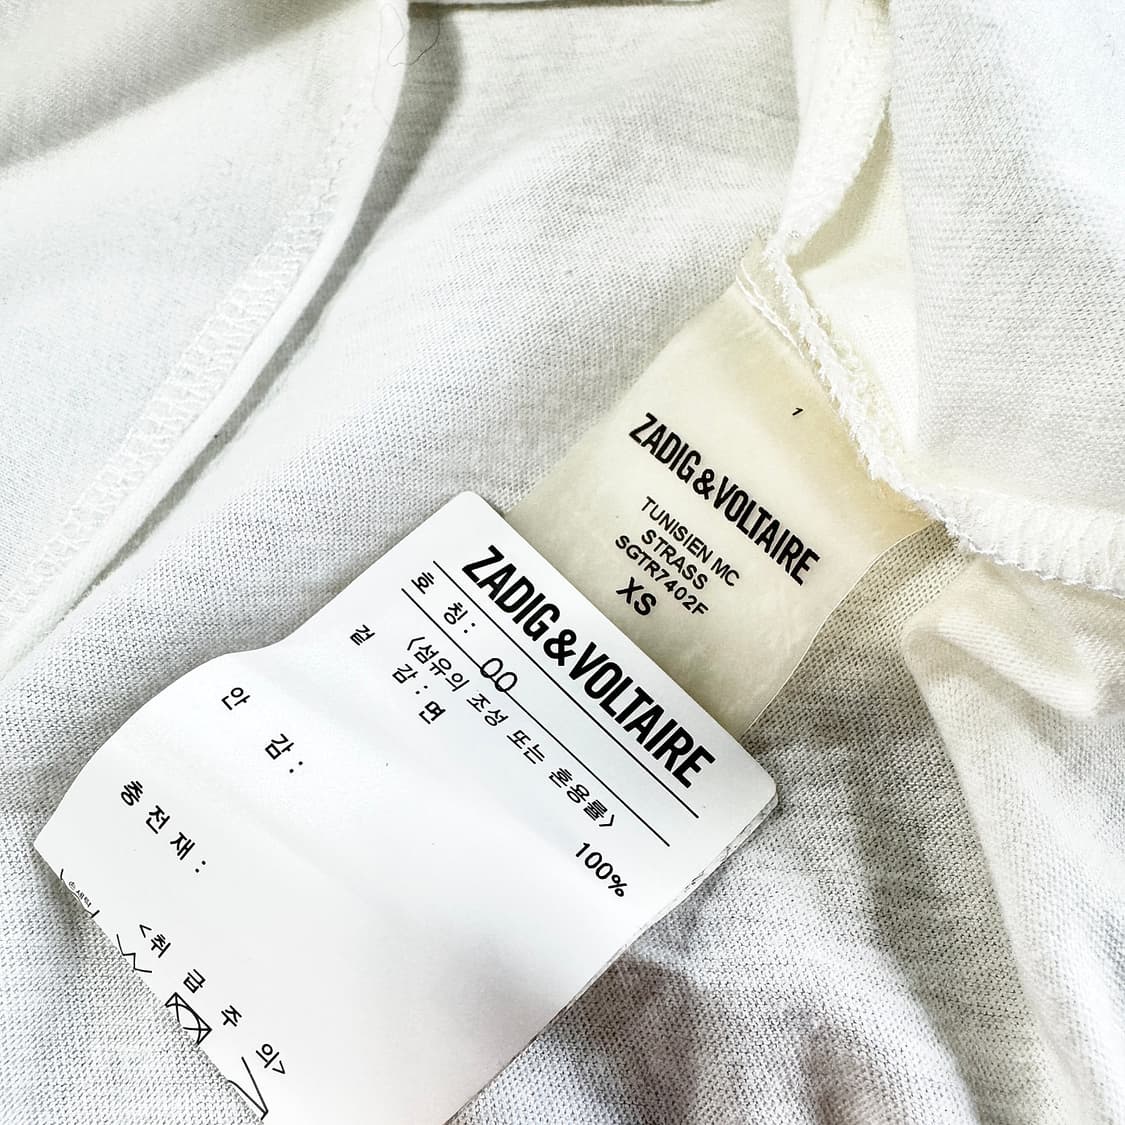 1
ZADIG & VOLTAIRE
TUNISIEN MC
STRASS
SGTR7402F
XS
ZADIG & VOLTAIRE
호 칭 : 00
<섬유의 조성 또는 혼용률>
겉 감 : 면 100%
안 감 :
충 전 재 :
<취 급 주 의>